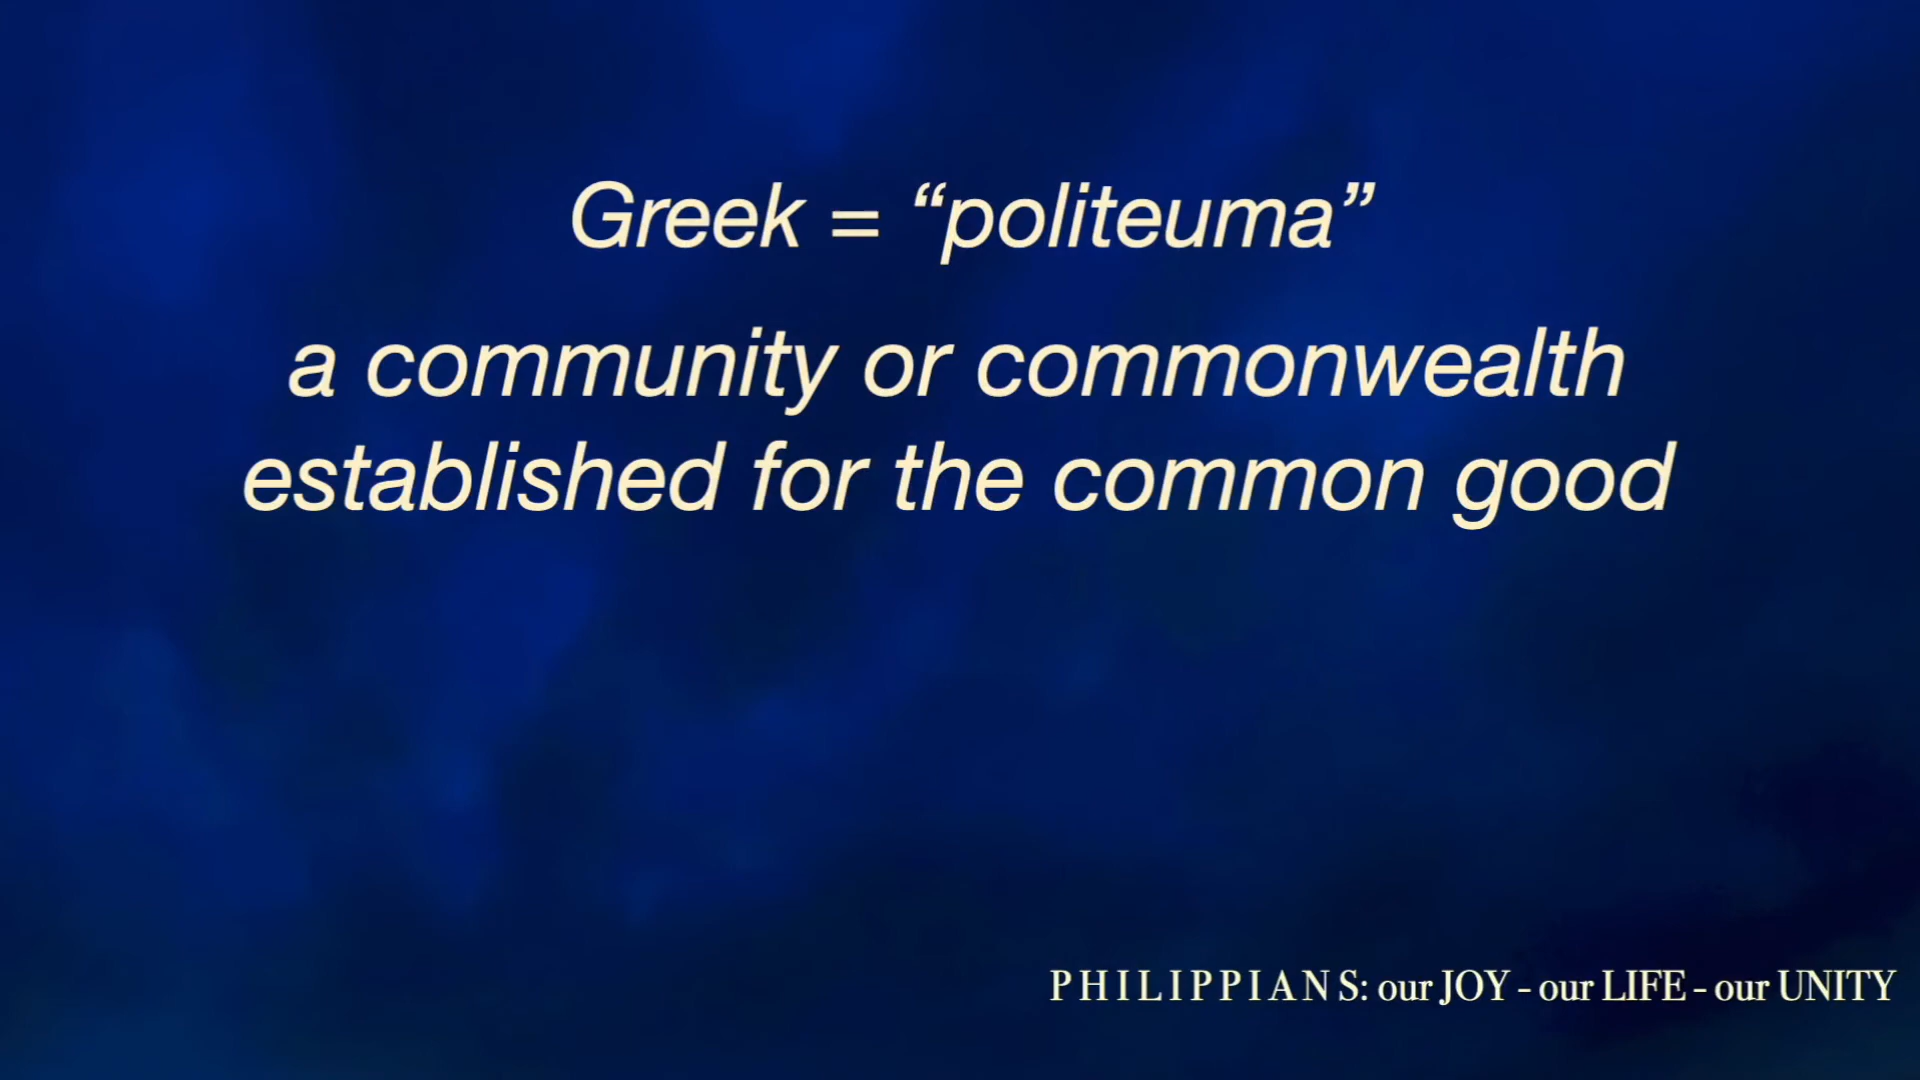 Greek = “politeuma”
a community or commonwealth
established for the common good
PHILIPPIANS: our JOY - our LIFE - our UNITY